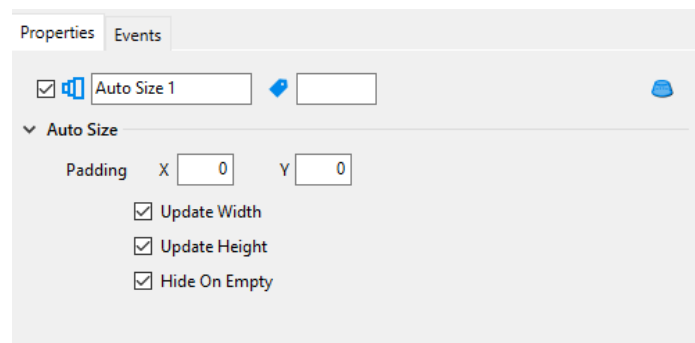 Properties Events
Auto Size 1
Auto Size
Padding X 0 Y 0
Update Width
Update Height
Hide On Empty